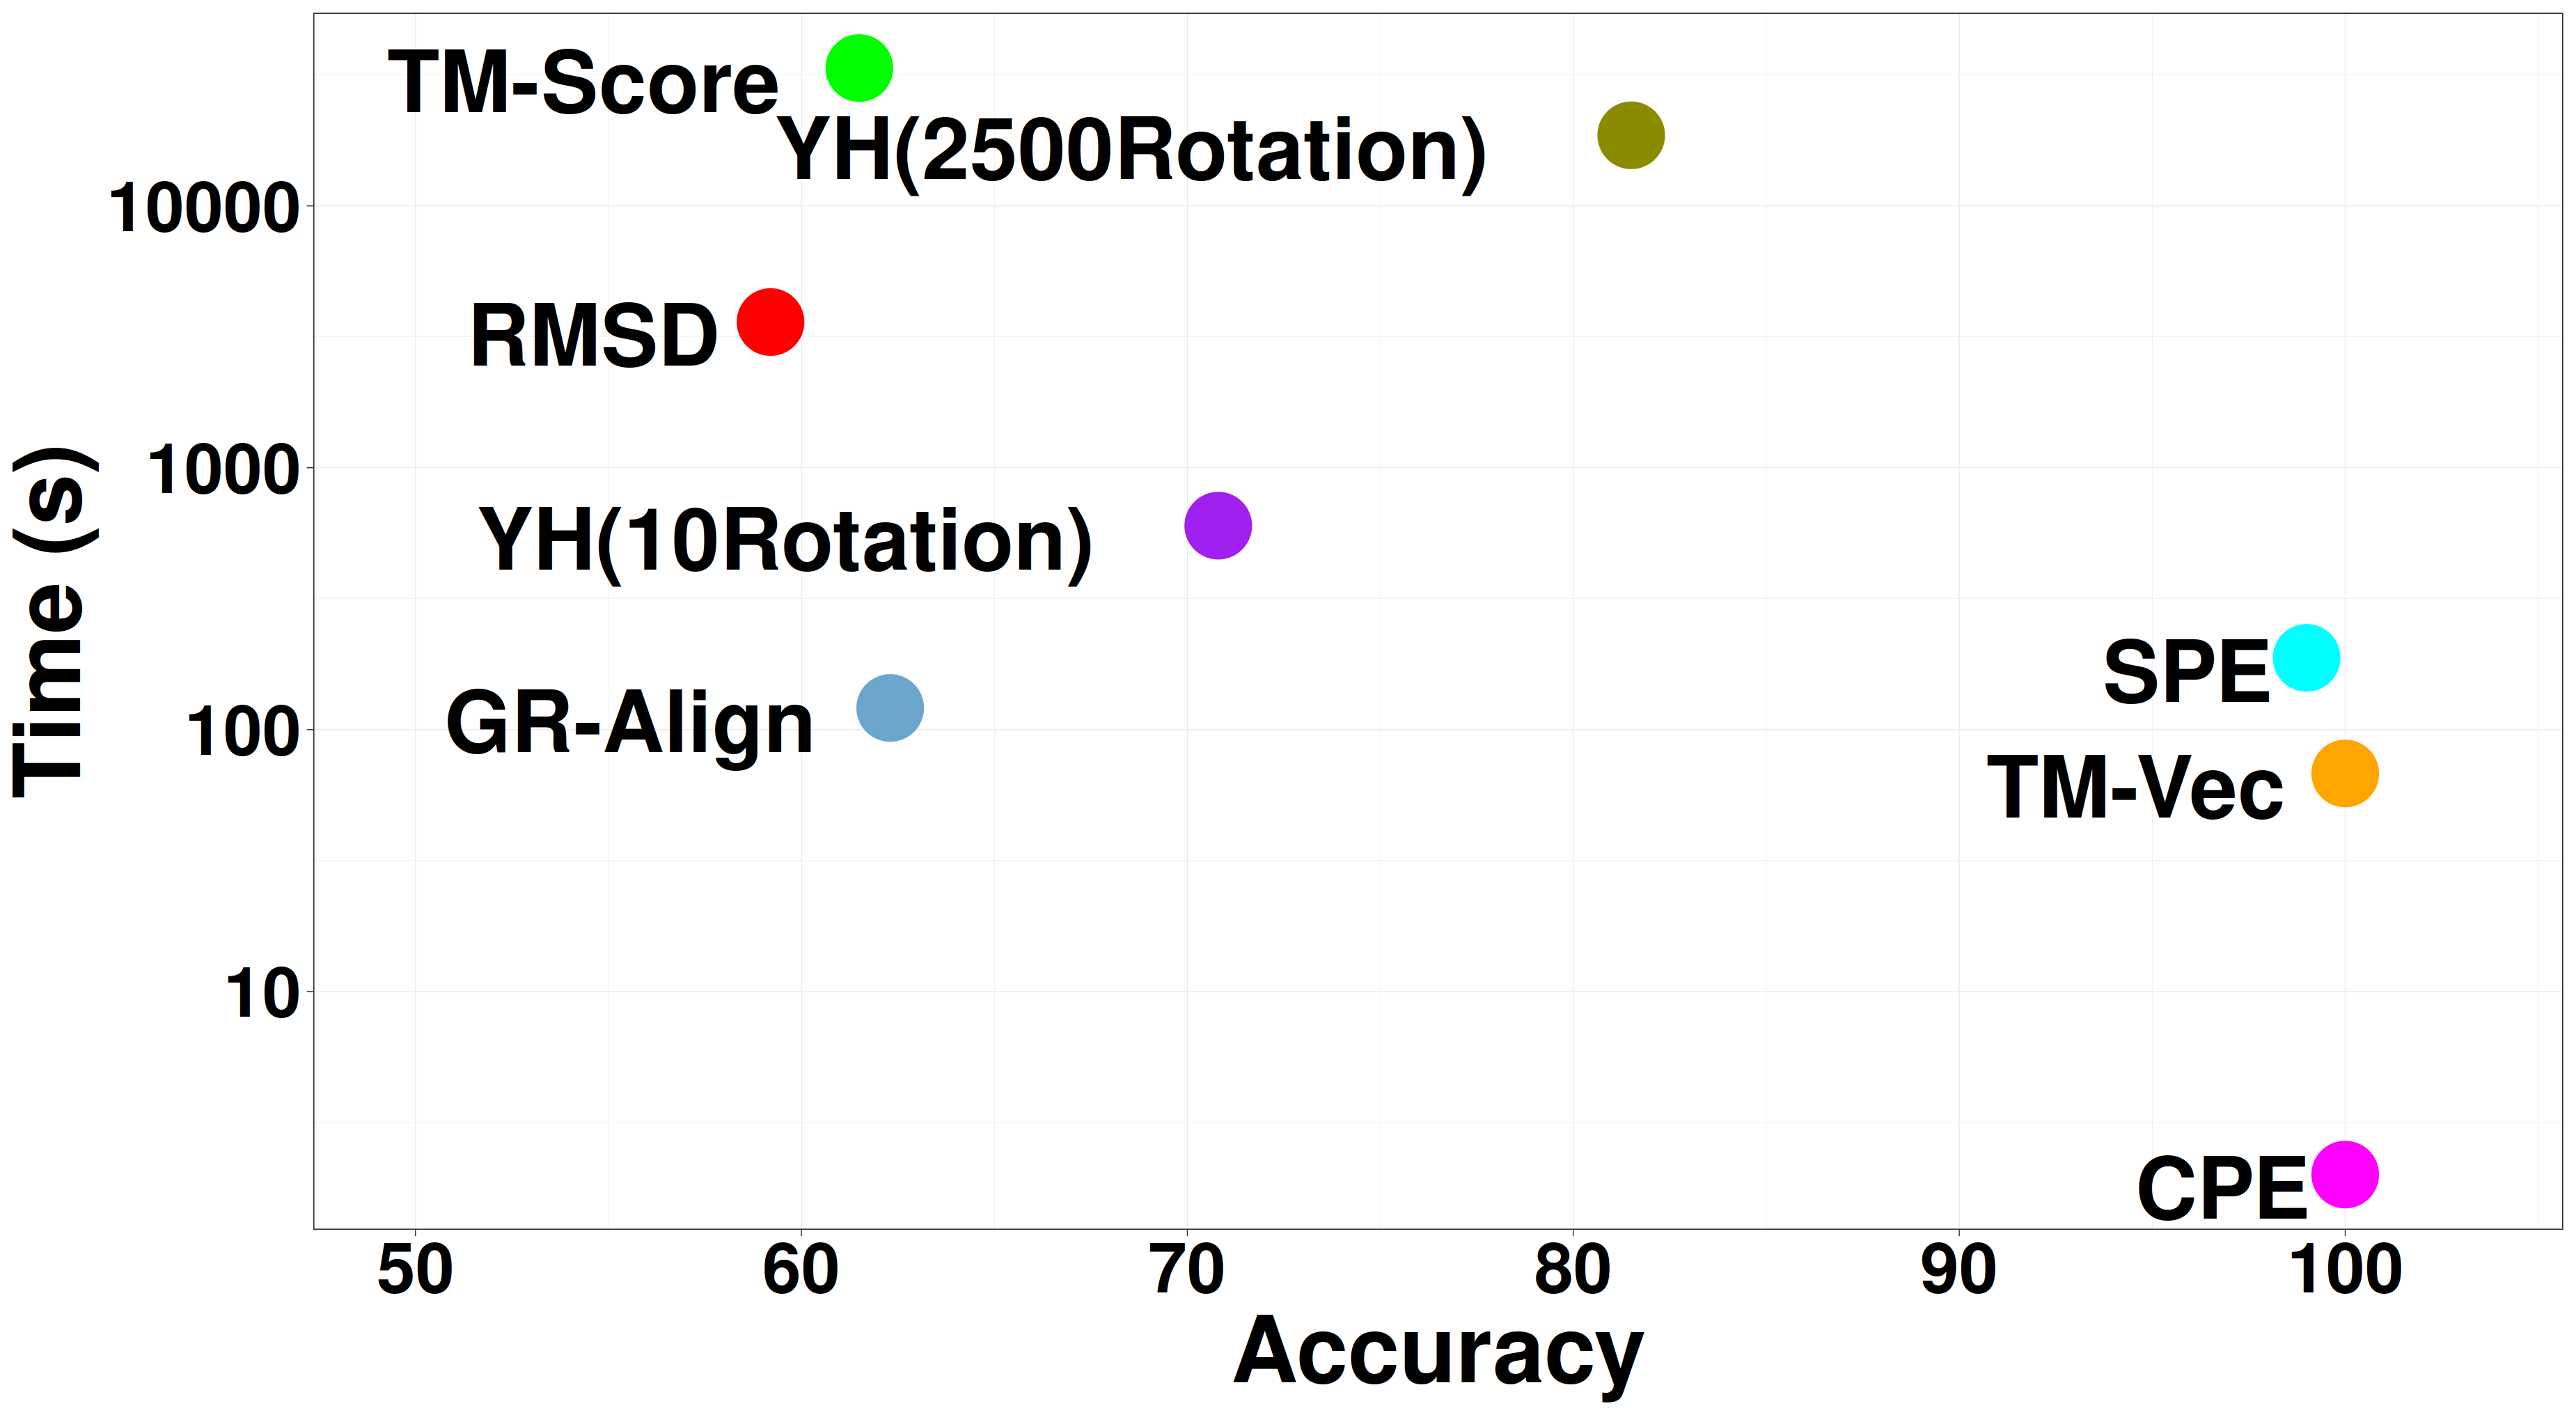 TM-Score
YH(2500Rotation)
10000
RMSD
1000
YH(10Rotation)
SPE
GR-Align
100
TM-Vec
10
CPE
Time (s)
50 60 70 80 90 100
Accuracy